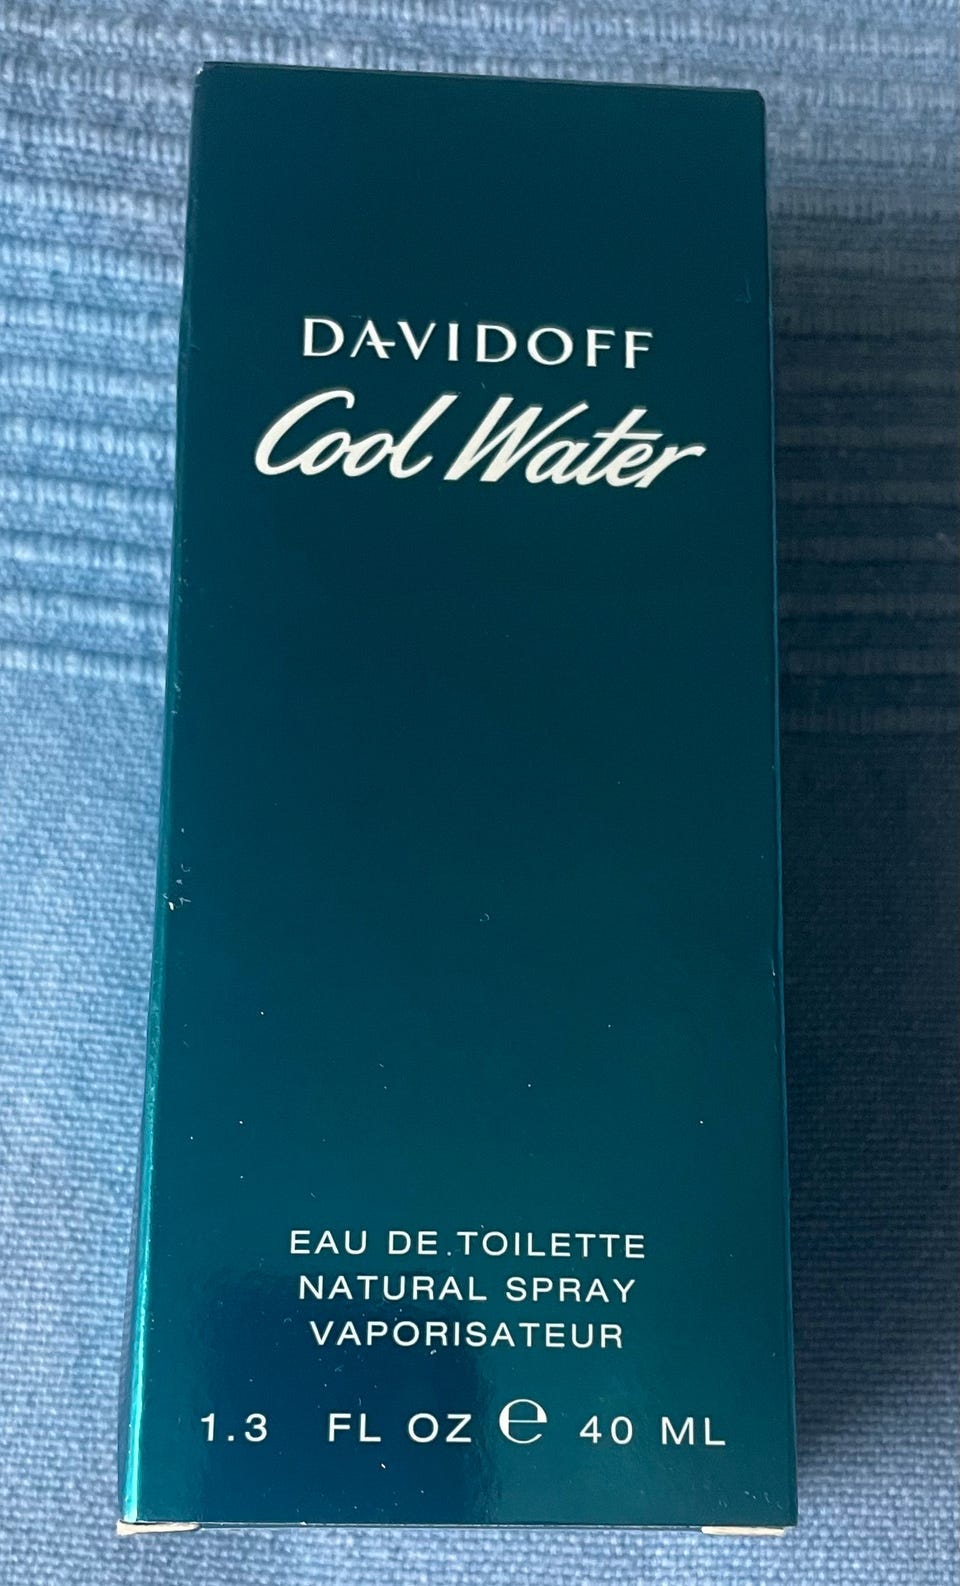 DAVIDOFF
Cool Water
EAU DE TOILETTE
NATURAL SPRAY
VAPORISATEUR
1.3 FL OZ ℮ 40 ML